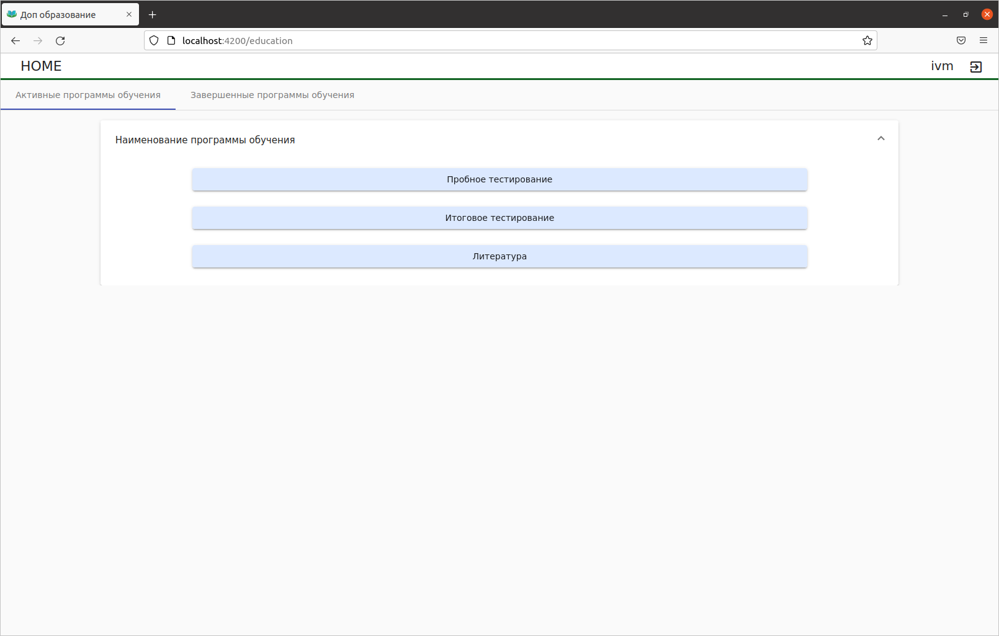 Доп образование
localhost:4200/education
HOME
ivm
Активные программы обучения
Завершенные программы обучения
Наименование программы обучения
Пробное тестирование
Итоговое тестирование
Литература